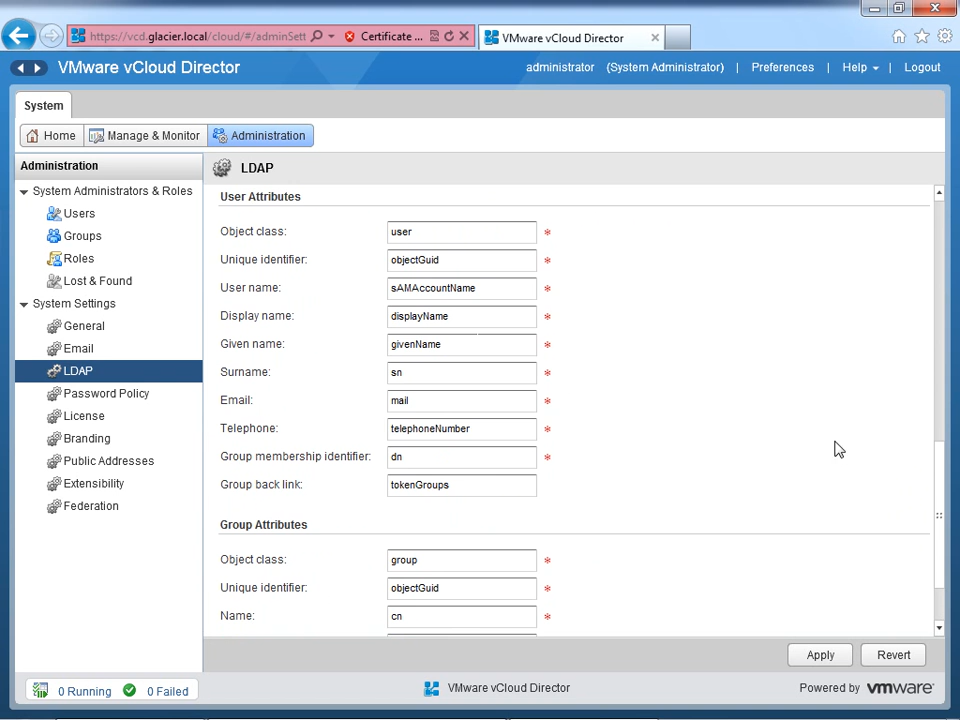 https://vcd.glacier.local/cloud/#/adminSett
Certificate ...
VMware vCloud Director
VMware vCloud Director
administrator (System Administrator) | Preferences | Help | Logout
System
Home
Manage & Monitor
Administration
Administration
System Administrators & Roles
Users
Groups
Roles
Lost & Found
System Settings
General
Email
LDAP
Password Policy
License
Branding
Public Addresses
Extensibility
Federation
LDAP
User Attributes
Object class: user *
Unique identifier: objectGuid *
User name: sAMAccountName *
Display name: displayName *
Given name: givenName *
Surname: sn *
Email: mail *
Telephone: telephoneNumber *
Group membership identifier: dn *
Group back link: tokenGroups
Group Attributes
Object class: group *
Unique identifier: objectGuid *
Name: cn *
Apply
Revert
0 Running
0 Failed
VMware vCloud Director
Powered by vmware